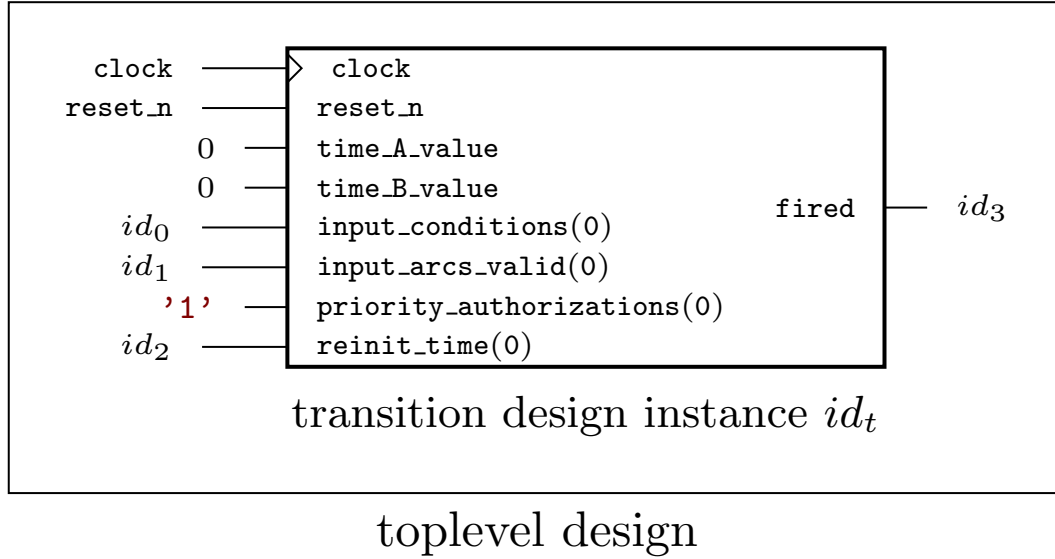 clock clock
reset_n reset_n
0 time_A_value
0 time_B_value
id0 input_conditions(0) fired id3
id1 input_arcs_valid(0)
'1' priority_authorizations(0)
id2 reinit_time(0)
transition design instance idt
toplevel design